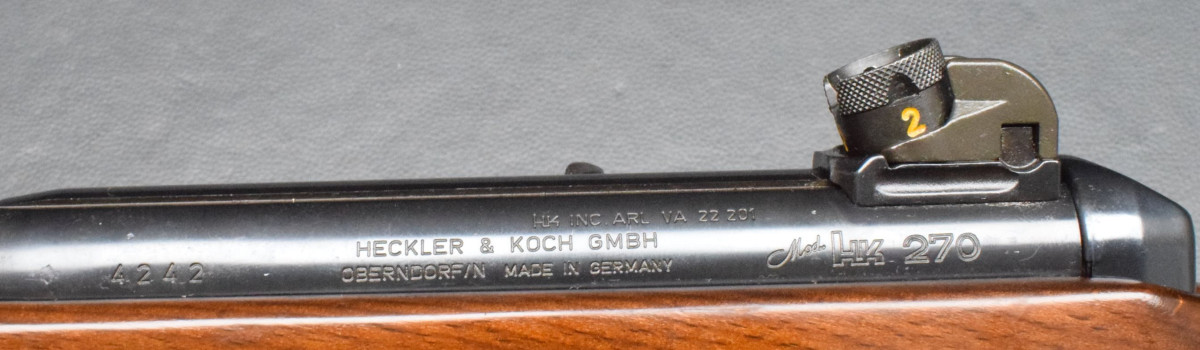 2
HK INC ARL VA 22 201
HECKLER & KOCH GMBH
OBERNDORF/N MADE IN GERMANY
4242
Mod. HK 270